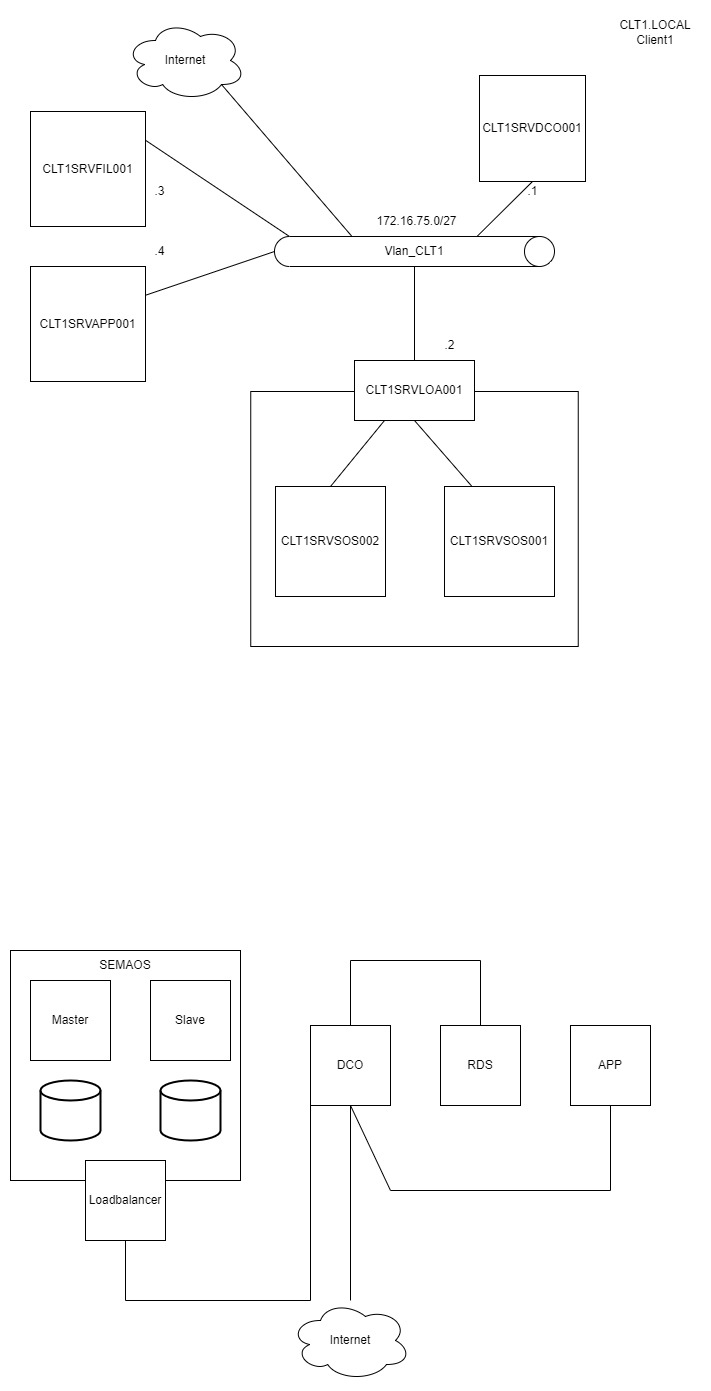 CLT1.LOCAL
Client1
Internet
CLT1SRVDCO001
CLT1SRVFIL001
.3
.1
172.16.75.0/27
Vlan_CLT1
.4
CLT1SRVAPP001
.2
CLT1SRVLOA001
CLT1SRVSOS002
CLT1SRVSOS001
SEMAOS
Master
Slave
DCO
RDS
APP
Loadbalancer
Internet